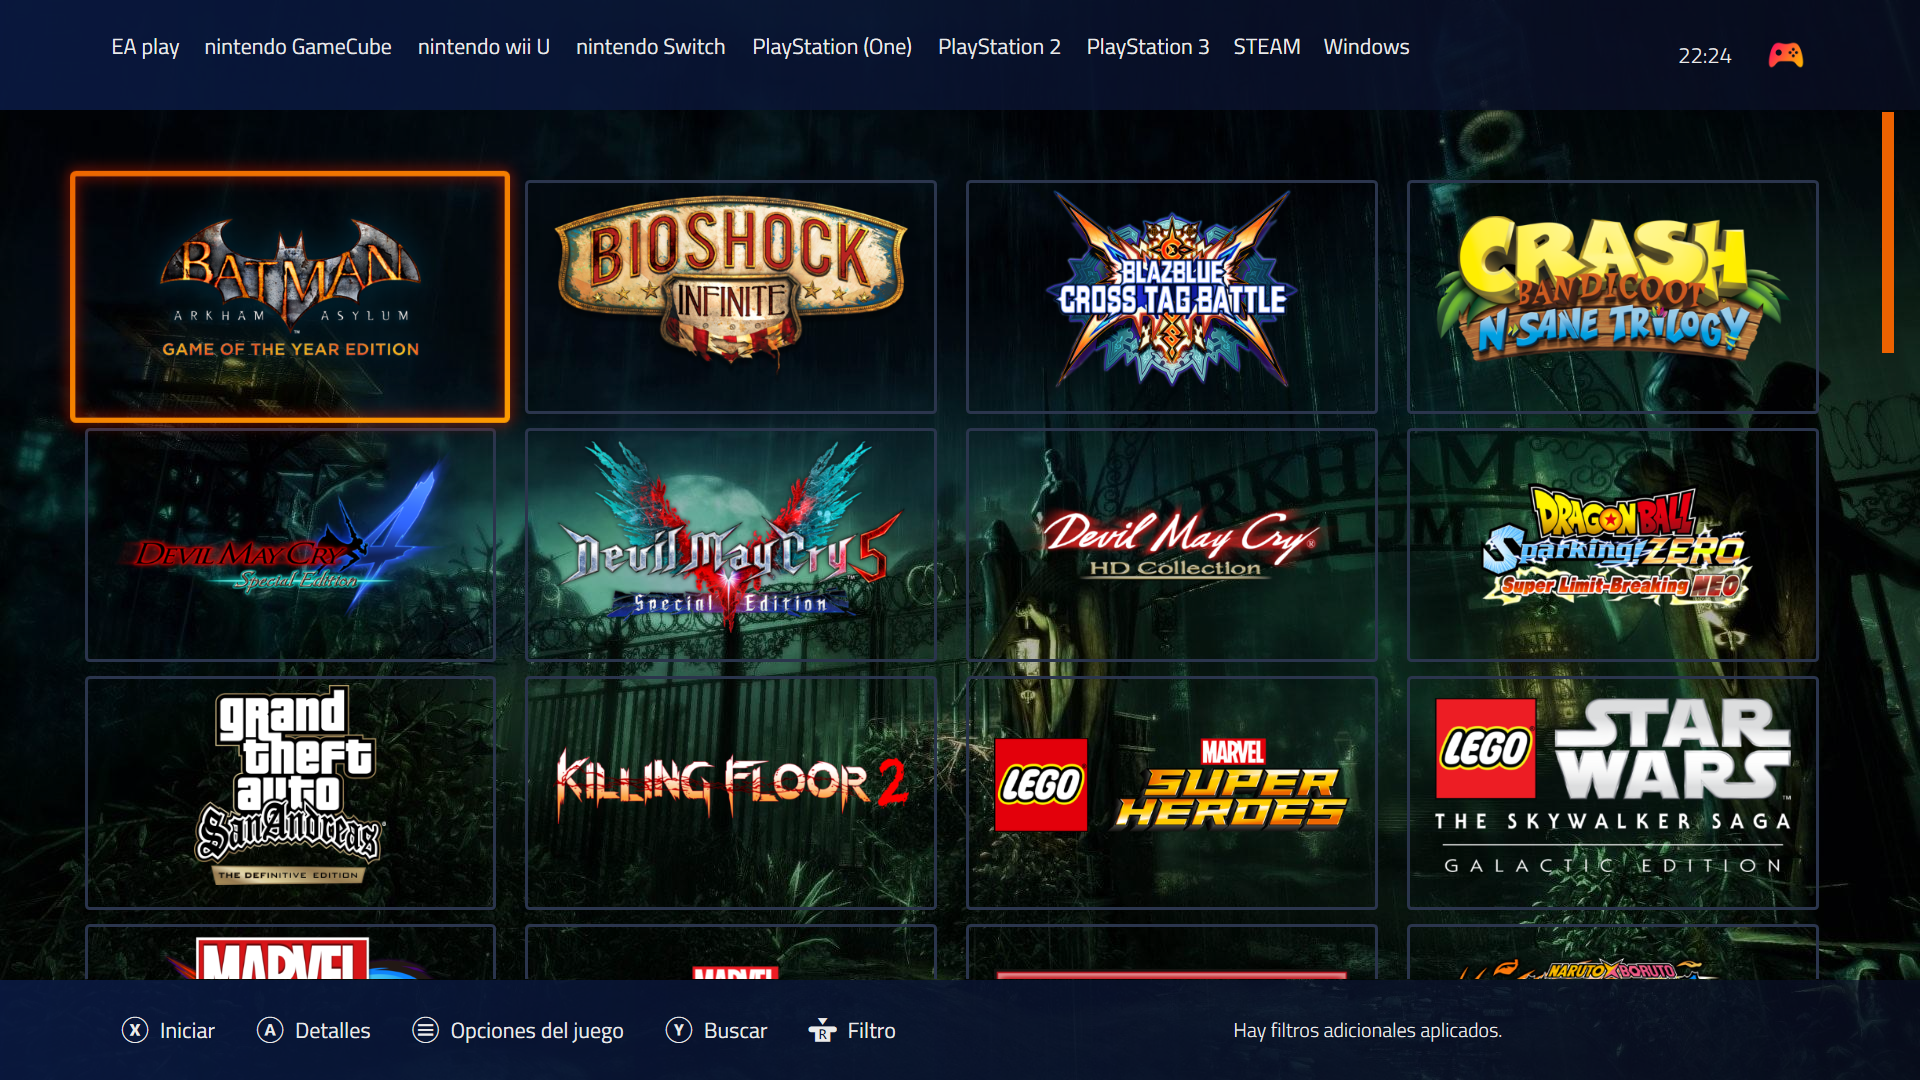 EA play nintendo GameCube nintendo wii U nintendo Switch PlayStation (One) PlayStation 2 PlayStation 3 STEAM Windows
22:24
BATMAN
ARKHAM ASYLUM
GAME OF THE YEAR EDITION
BIOSHOCK
INFINITE
BLAZBLUE
CROSS TAG BATTLE
CRASH
BANDICOOT
N. SANE TRILOGY
DEVIL MAY CRY 4
Special Edition
Devil May Cry 5
Special Edition
Devil May Cry
HD Collection
DRAGON BALL
Sparking! ZERO
Super Limit-Breaking NEO
ARKHAM
grand
theft
auto
San Andreas
THE DEFINITIVE EDITION
KILLING FLOOR 2
LEGO
MARVEL
SUPER
HEROES
LEGO
STAR
WARS
THE SKYWALKER SAGA
GALACTIC EDITION
MARVEL
MARVEL
NARUTO X BORUTO
X Iniciar A Detalles Opciones del juego Y Buscar R Filtro
Hay filtros adicionales aplicados.